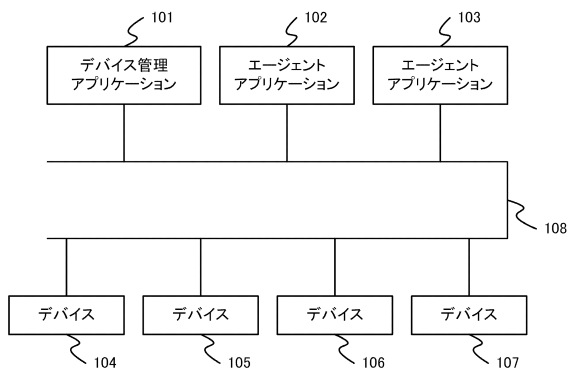 101
102
103
デバイス管理
アプリケーション
エージェント
アプリケーション
エージェント
アプリケーション
108
デバイス
デバイス
デバイス
デバイス
104
105
106
107